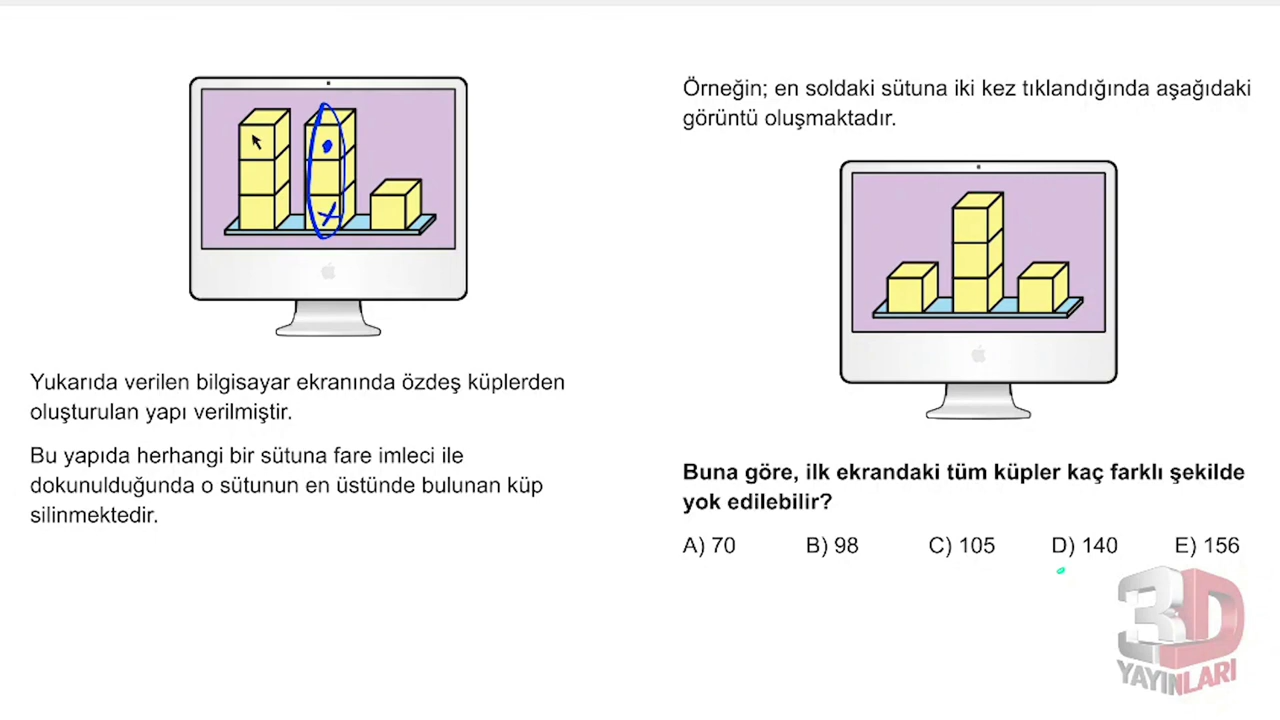 Yukarıda verilen bilgisayar ekranında özdeş küplerden
oluşturulan yapı verilmiştir.
Bu yapıda herhangi bir sütuna fare imleci ile
dokunulduğunda o sütunun en üstünde bulunan küp
silinmektedir.
Örneğin; en soldaki sütuna iki kez tıklandığında aşağıdaki
görüntü oluşmaktadır.
Buna göre, ilk ekrandaki tüm küpler kaç farklı şekilde
yok edilebilir?
A) 70 B) 98 C) 105 D) 140 E) 156
3D
YAYINLARI